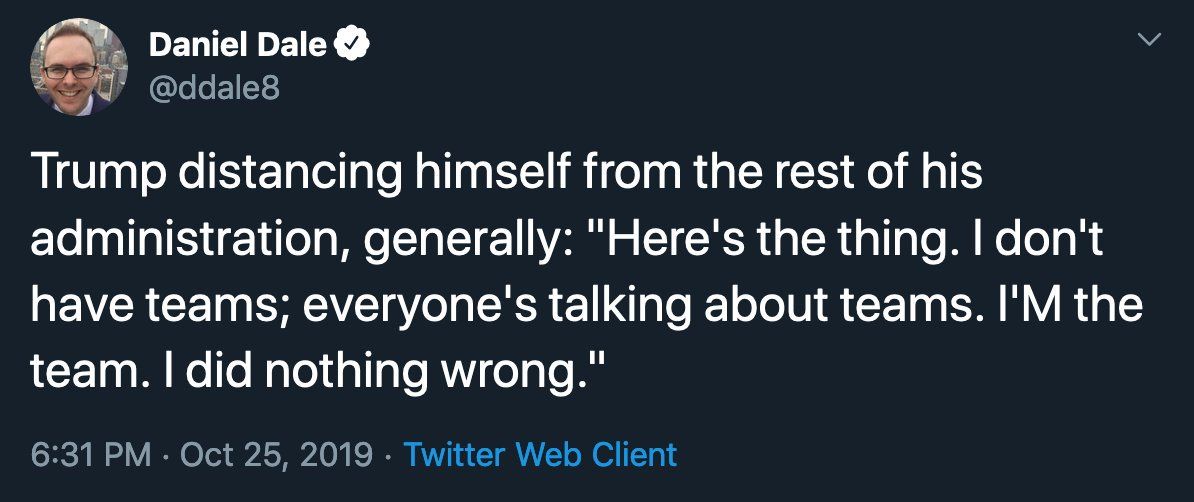 Daniel Dale
@ddale8
Trump distancing himself from the rest of his
administration, generally: "Here's the thing. I don't
have teams; everyone's talking about teams. I'M the
team. I did nothing wrong."
6:31 PM · Oct 25, 2019 · Twitter Web Client